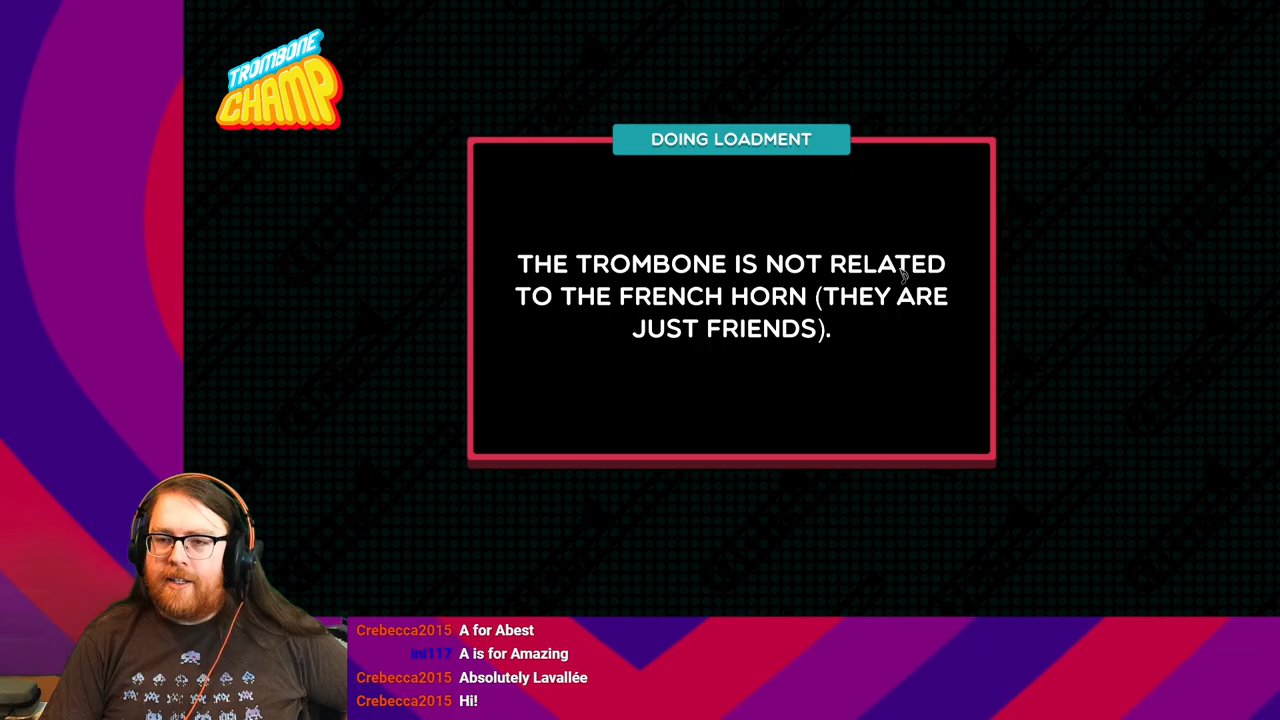 TROMBONE
CHAMP
DOING LOADMENT
THE TROMBONE IS NOT RELATED
TO THE FRENCH HORN (THEY ARE
JUST FRIENDS).
Crebecca2015 A for Abest
ini117 A is for Amazing
Crebecca2015 Absolutely Lavallée
Crebecca2015 Hi!